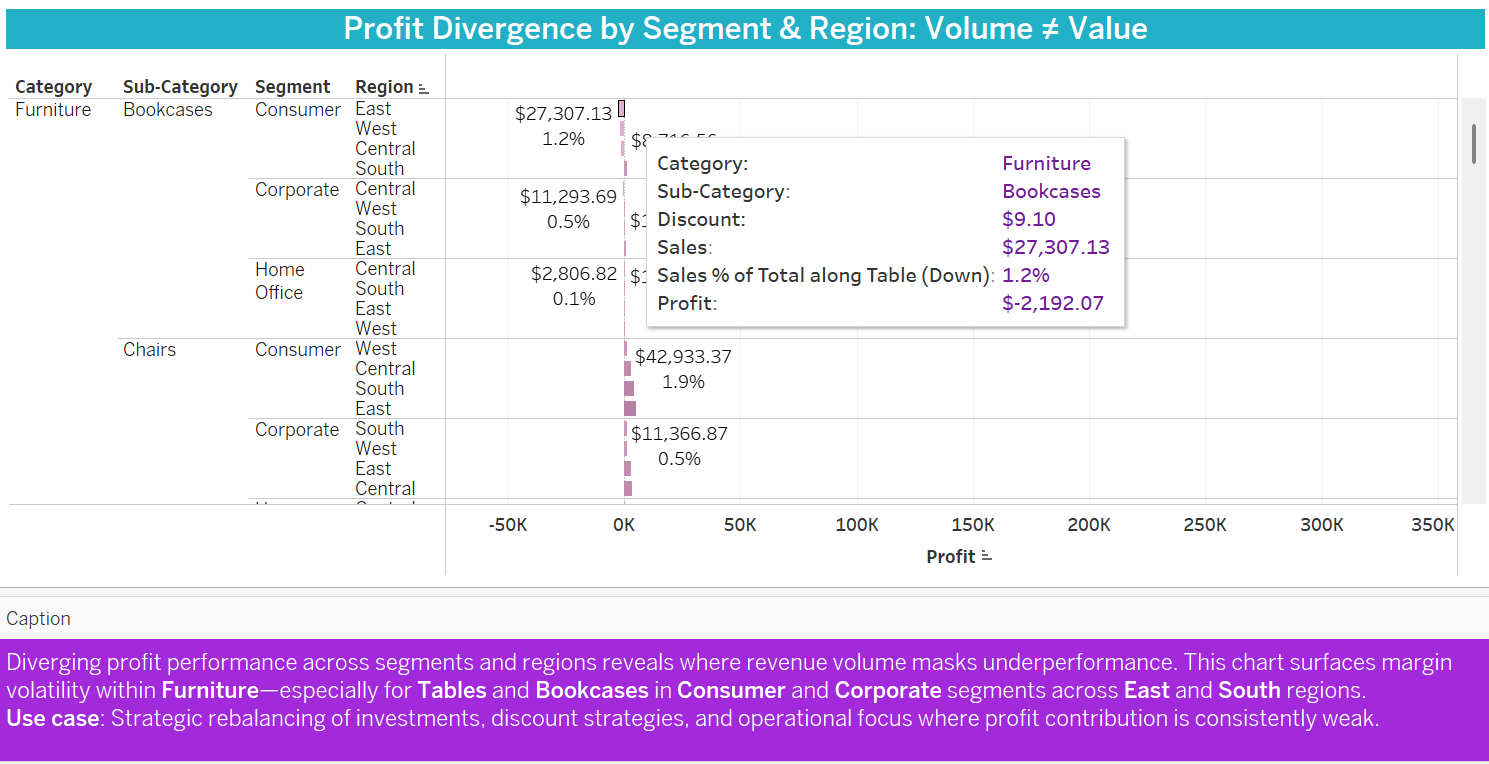 Profit Divergence by Segment & Region: Volume ≠ Value
Category Sub-Category Segment Region
Furniture Bookcases Consumer East
West
Central
South
$27,307.13
1.2%
Corporate Central
West
South
East
$11,293.69
0.5%
Home Office Central
South
East
West
$2,806.82
0.1%
Category: Furniture
Sub-Category: Bookcases
Discount: $9.10
Sales: $27,307.13
Sales % of Total along Table (Down): 1.2%
Profit: $-2,192.07
Chairs Consumer West
Central
South
East
$42,933.37
1.9%
Corporate South
West
East
Central
$11,366.87
0.5%
-50K 0K 50K 100K 150K 200K 250K 300K 350K
Profit
Caption
Diverging profit performance across segments and regions reveals where revenue volume masks underperformance. This chart surfaces margin
volatility within Furniture—especially for Tables and Bookcases in Consumer and Corporate segments across East and South regions.
Use case: Strategic rebalancing of investments, discount strategies, and operational focus where profit contribution is consistently weak.